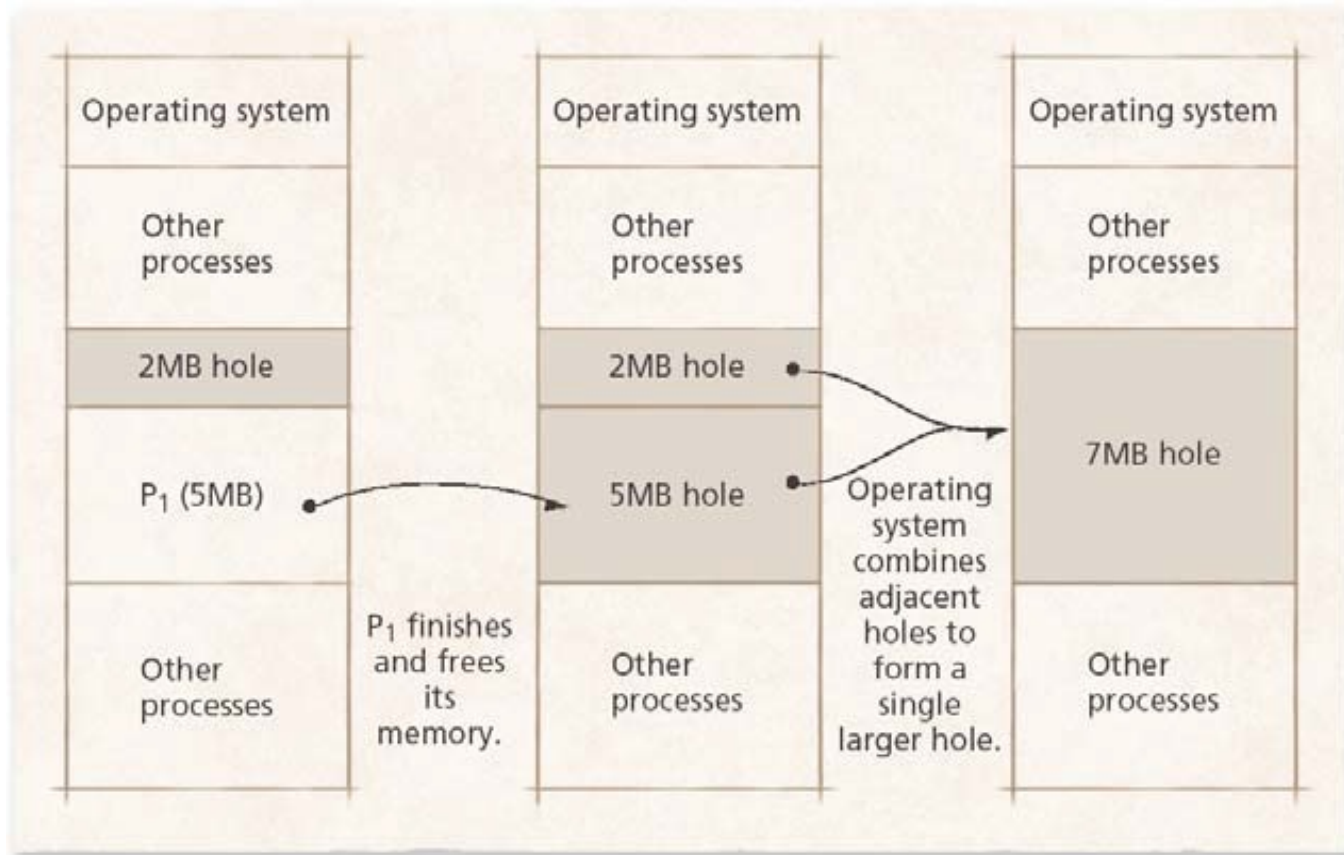 Operating system
Other
processes
2MB hole
P₁ (5MB)
Other
processes
P₁ finishes
and frees
its
memory.
Operating system
Other
processes
2MB hole
5MB hole
Other
processes
Operating
system
combines
adjacent
holes to
form a
single
larger hole.
Operating system
Other
processes
7MB hole
Other
processes